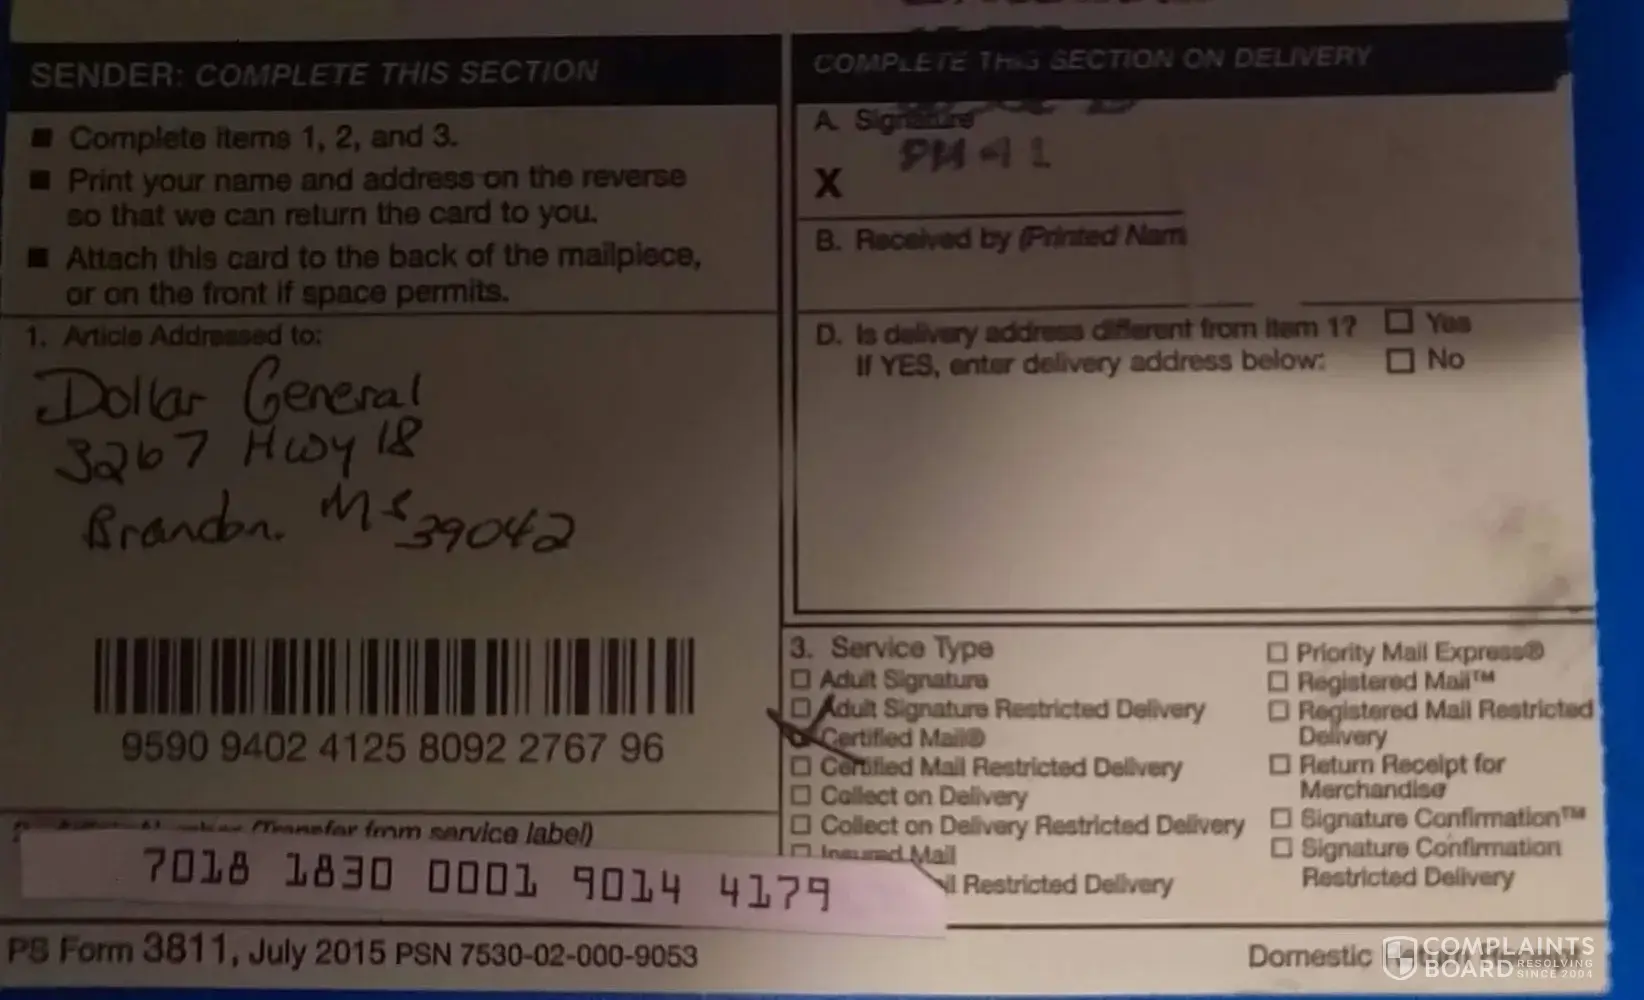 SENDER: COMPLETE THIS SECTION
■ Complete items 1, 2, and 3.
■ Print your name and address on the reverse
so that we can return the card to you.
■ Attach this card to the back of the mailpiece,
or on the front if space permits.
1. Article Addressed to:
Dollar General
3267 Hwy 18
Brandon. MS 39042
9590 9402 4125 8092 2767 96
(Transfer from service label)
7018 1830 0001 9014 4179
PS Form 3811, July 2015 PSN 7530-02-000-9053
COMPLETE THIS SECTION ON DELIVERY
A. Signature
X
B. Received by (Printed Nam
D. Is delivery address different from item 1? ☐ Yes
If YES, enter delivery address below: ☐ No
3. Service Type
☐ Adult Signature
☐ Adult Signature Restricted Delivery
Certified Mail®
☐ Certified Mail Restricted Delivery
☐ Collect on Delivery
☐ Collect on Delivery Restricted Delivery
☐ Insured Mail
il Restricted Delivery
☐ Priority Mail Express®
☐ Registered Mail™
☐ Registered Mail Restricted
Delivery
☐ Return Receipt for
Merchandise
☐ Signature Confirmation™
☐ Signature Confirmation
Restricted Delivery
Domestic
COMPLAINTS
BOARD RESOLVING
SINCE 2004